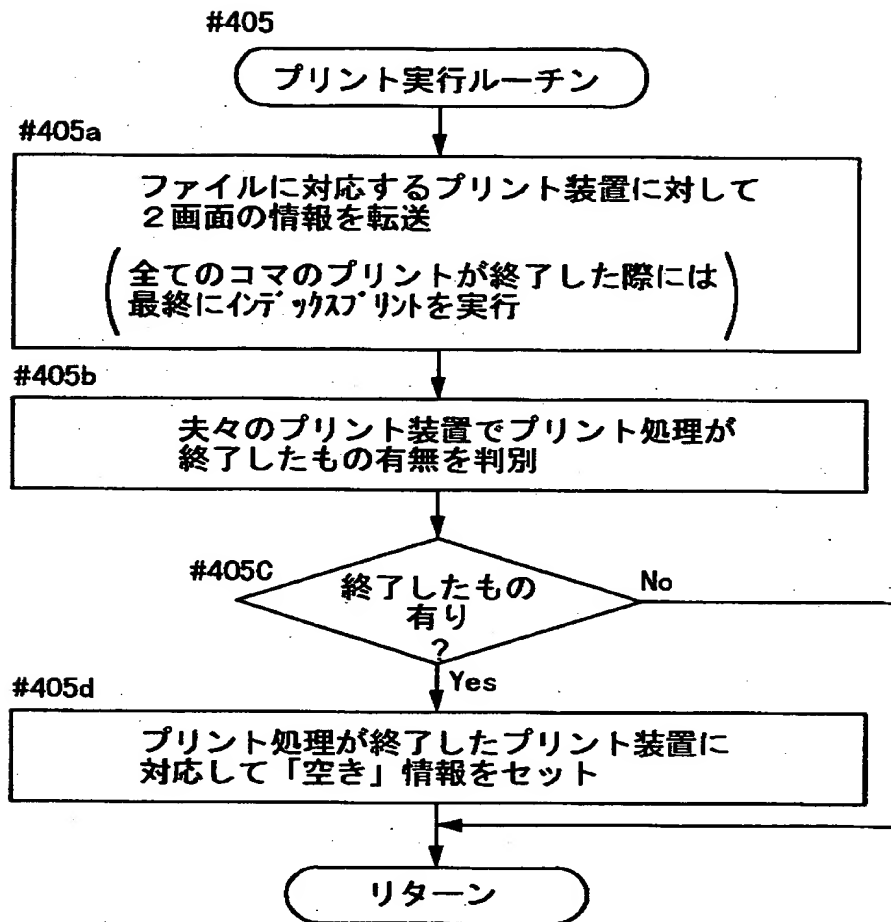 #405
プリント実行ルーチン
#405a
ファイルに対応するプリント装置に対して
2画面の情報を転送
(全てのコマのプリントが終了した際には
最終にインデックスプリントを実行)
#405b
夫々のプリント装置でプリント処理が
終了したもの有無を判別
#405C
終了したもの
有り
?
No
Yes
#405d
プリント処理が終了したプリント装置に
対応して「空き」情報をセット
リターン